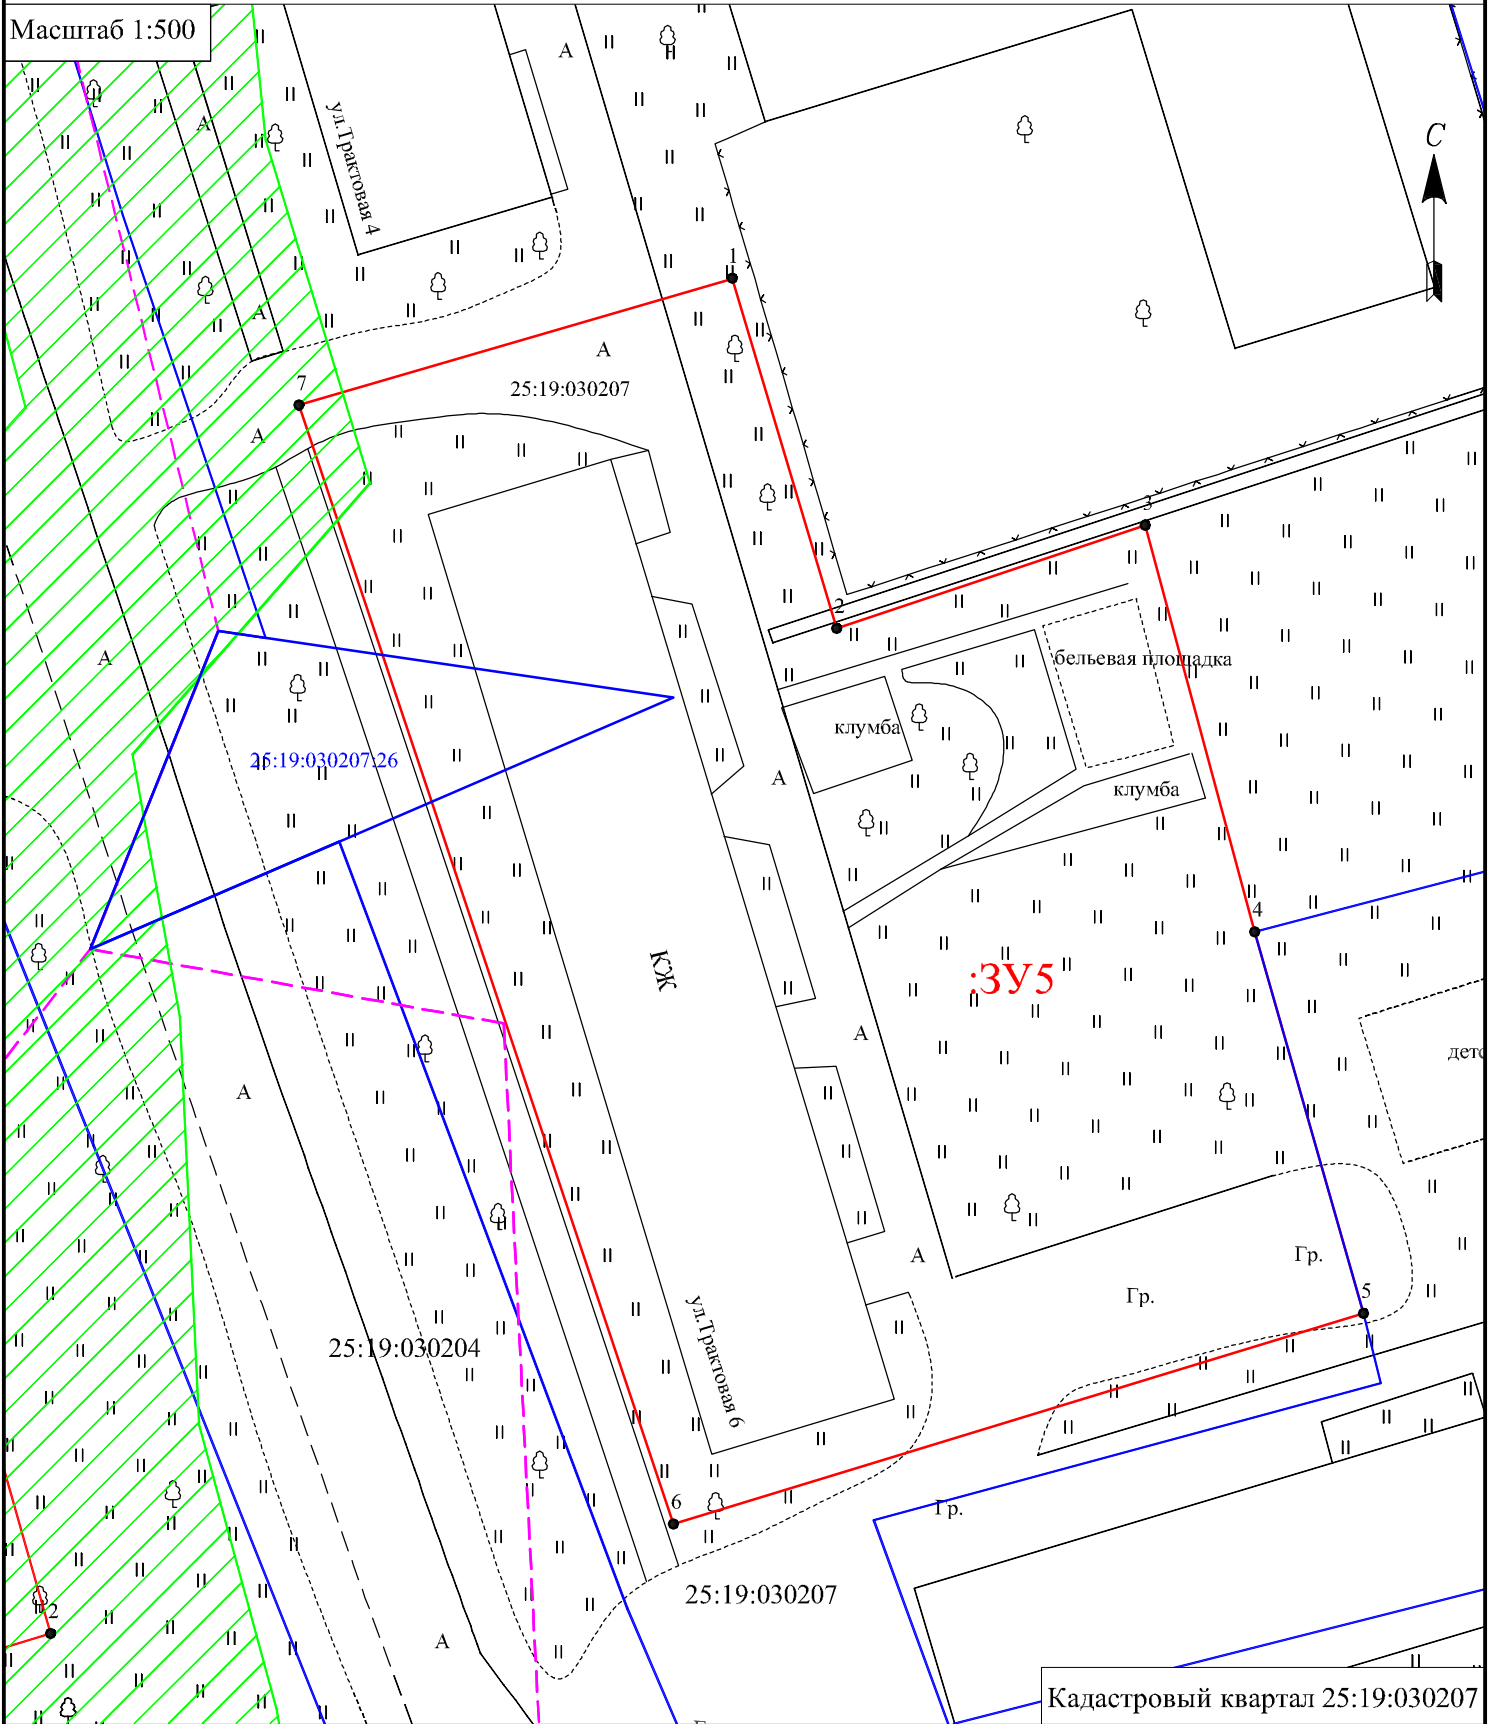 Масштаб 1:500
А
С
ул.Трактовая 4
А
1
А
А
7
25:19:030207
А
3
2
А
бельевая площадка
клумба
25:19:030207:26
А
клумба
4
КЖ
:ЗУ5
А
А
А
Гр.
Гр.
5
ул.Трактовая 6
25:19:030204
6
Гр.
25:19:030207
2
А
Кадастровый квартал 25:19:030207